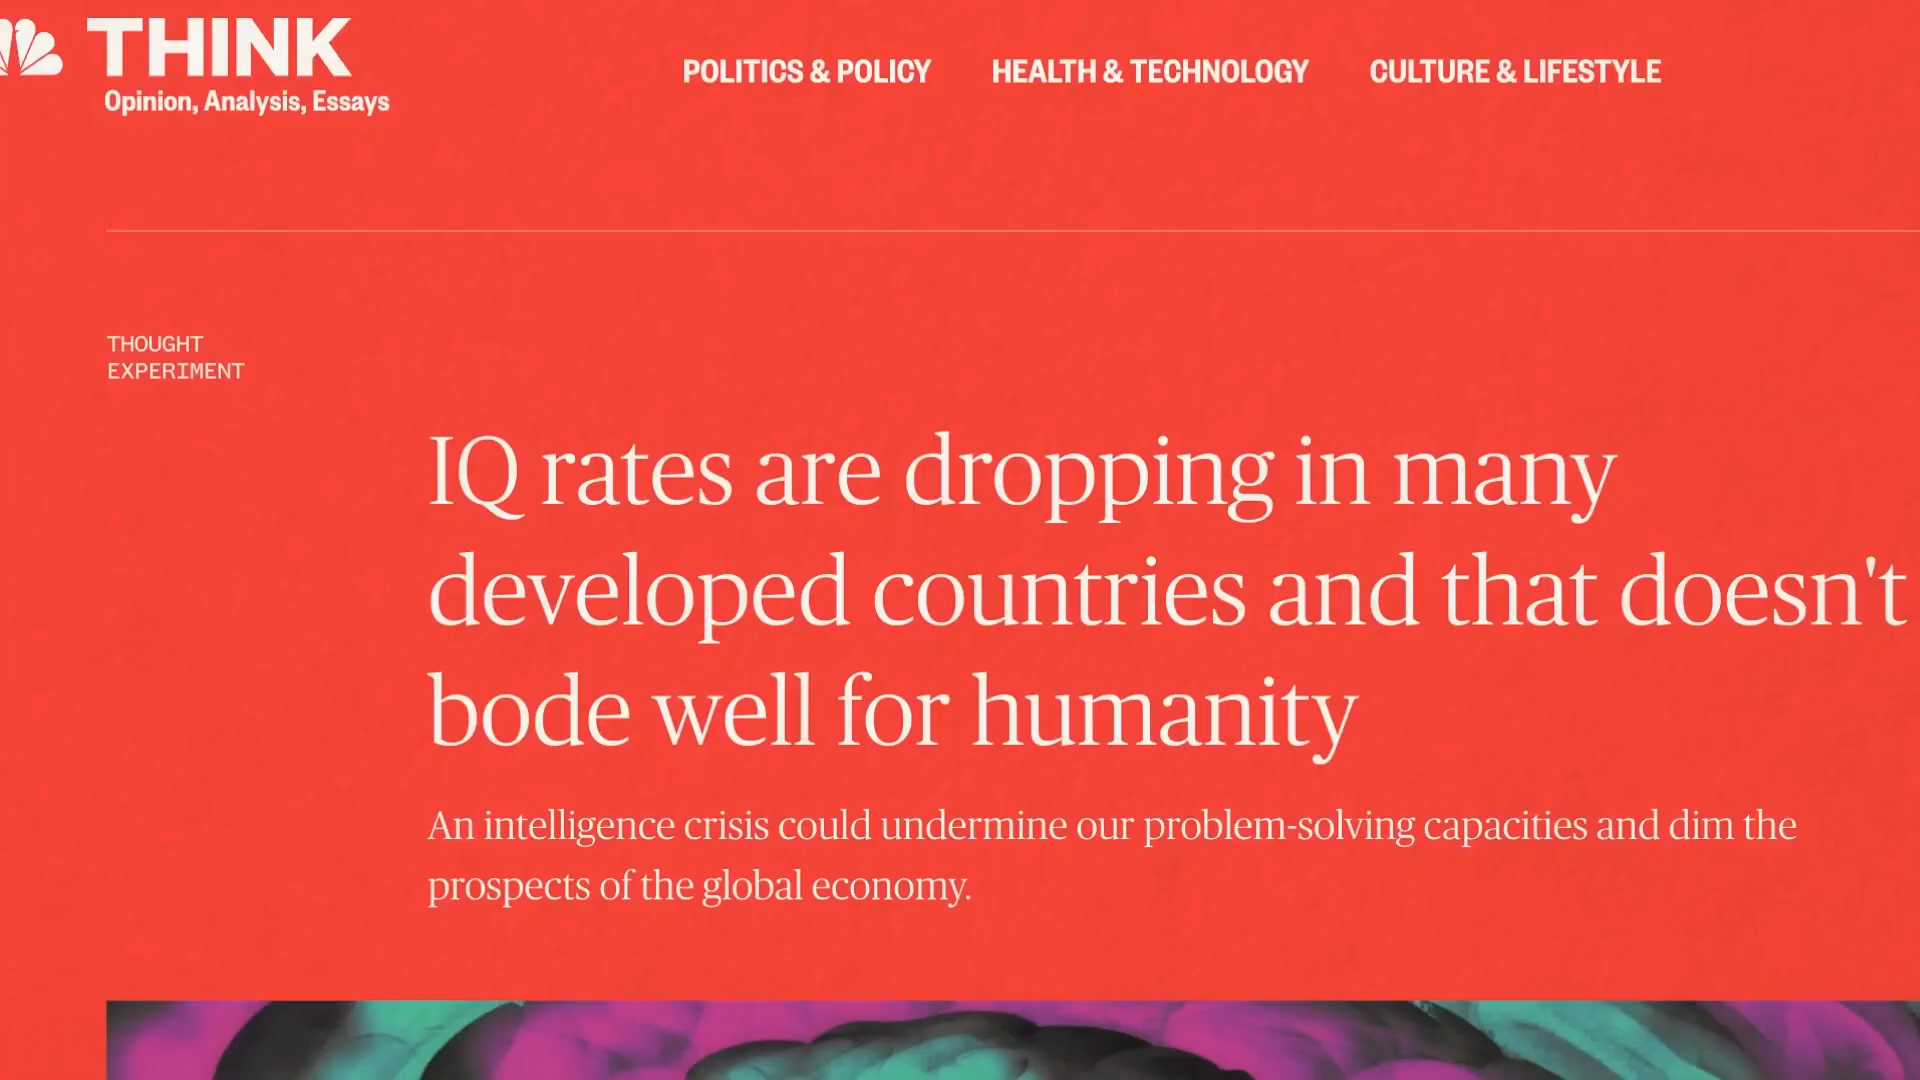 THINK
Opinion, Analysis, Essays
POLITICS & POLICY
HEALTH & TECHNOLOGY
CULTURE & LIFESTYLE
THOUGHT
EXPERIMENT
IQ rates are dropping in many
developed countries and that doesn't
bode well for humanity
An intelligence crisis could undermine our problem-solving capacities and dim the
prospects of the global economy.